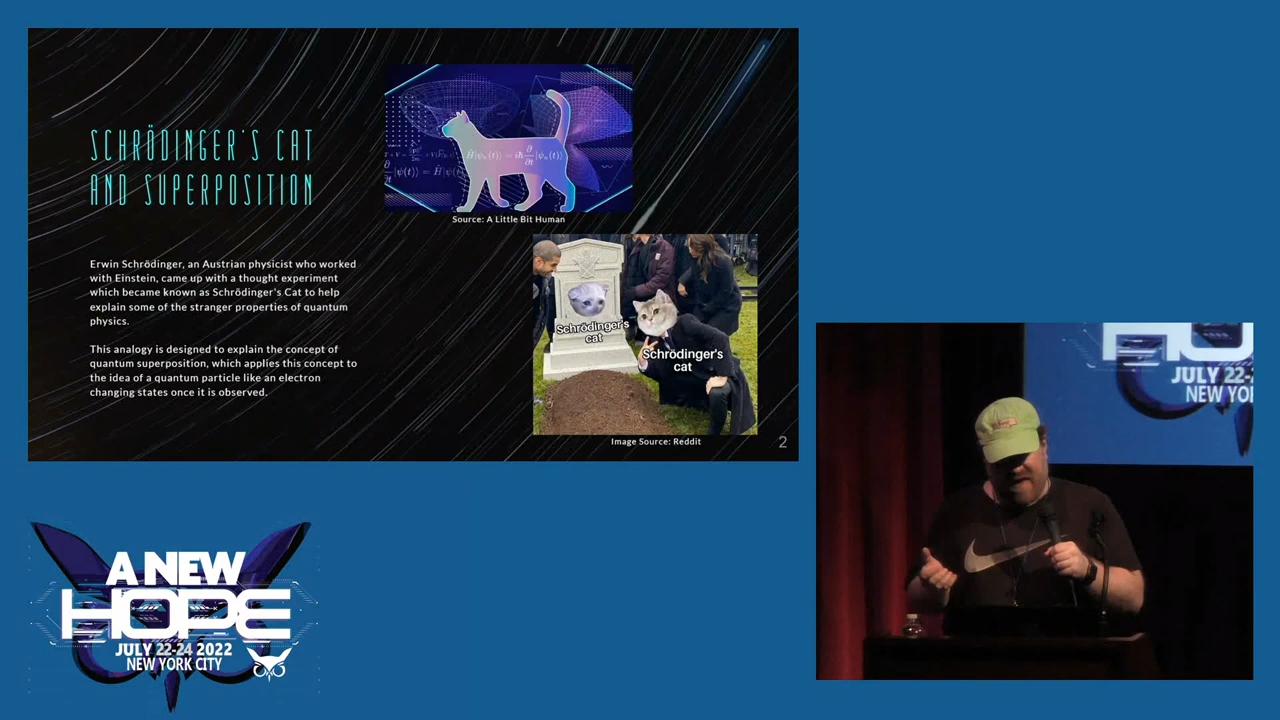 SCHRÖDINGER'S CAT
AND SUPERPOSITION
Erwin Schrödinger, an Austrian physicist who worked
with Einstein, came up with a thought experiment
which became known as Schrödinger's Cat to help
explain some of the stranger properties of quantum
physics.
This analogy is designed to explain the concept of
quantum superposition, which applies this concept to
the idea of a quantum particle like an electron
changing states once it is observed.
Ĥ|ψₙ(t)⟩ = iħ ∂/∂t |ψₙ(t)⟩
Source: A Little Bit Human
Schrödinger's
cat
Schrödinger's
cat
Image Source: Reddit
2
A NEW
HOPE
JULY 22-24 2022
NEW YORK CITY
JULY 22-
NEW YO